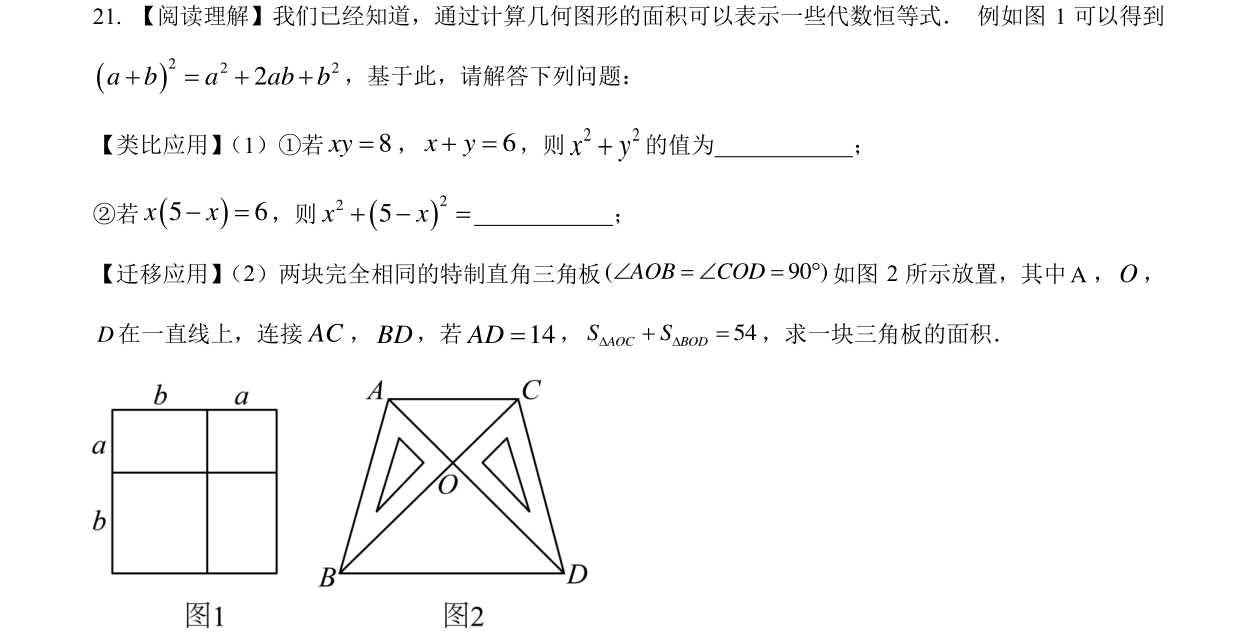 21. 【阅读理解】我们已经知道，通过计算几何图形的面积可以表示一些代数恒等式． 例如图 1 可以得到
(a+b)²=a²+2ab+b²，基于此，请解答下列问题：
【类比应用】（1）①若 xy=8，x+y=6，则 x²+y² 的值为____________；
②若 x(5−x)=6，则 x²+(5−x)²=____________；
【迁移应用】（2）两块完全相同的特制直角三角板(∠AOB=∠COD=90°)如图 2 所示放置，其中 A，O，
D 在一直线上，连接 AC，BD，若 AD=14，S△AOC+S△BOD=54，求一块三角板的面积．
b a
a
b
图1
A C
O
B D
图2